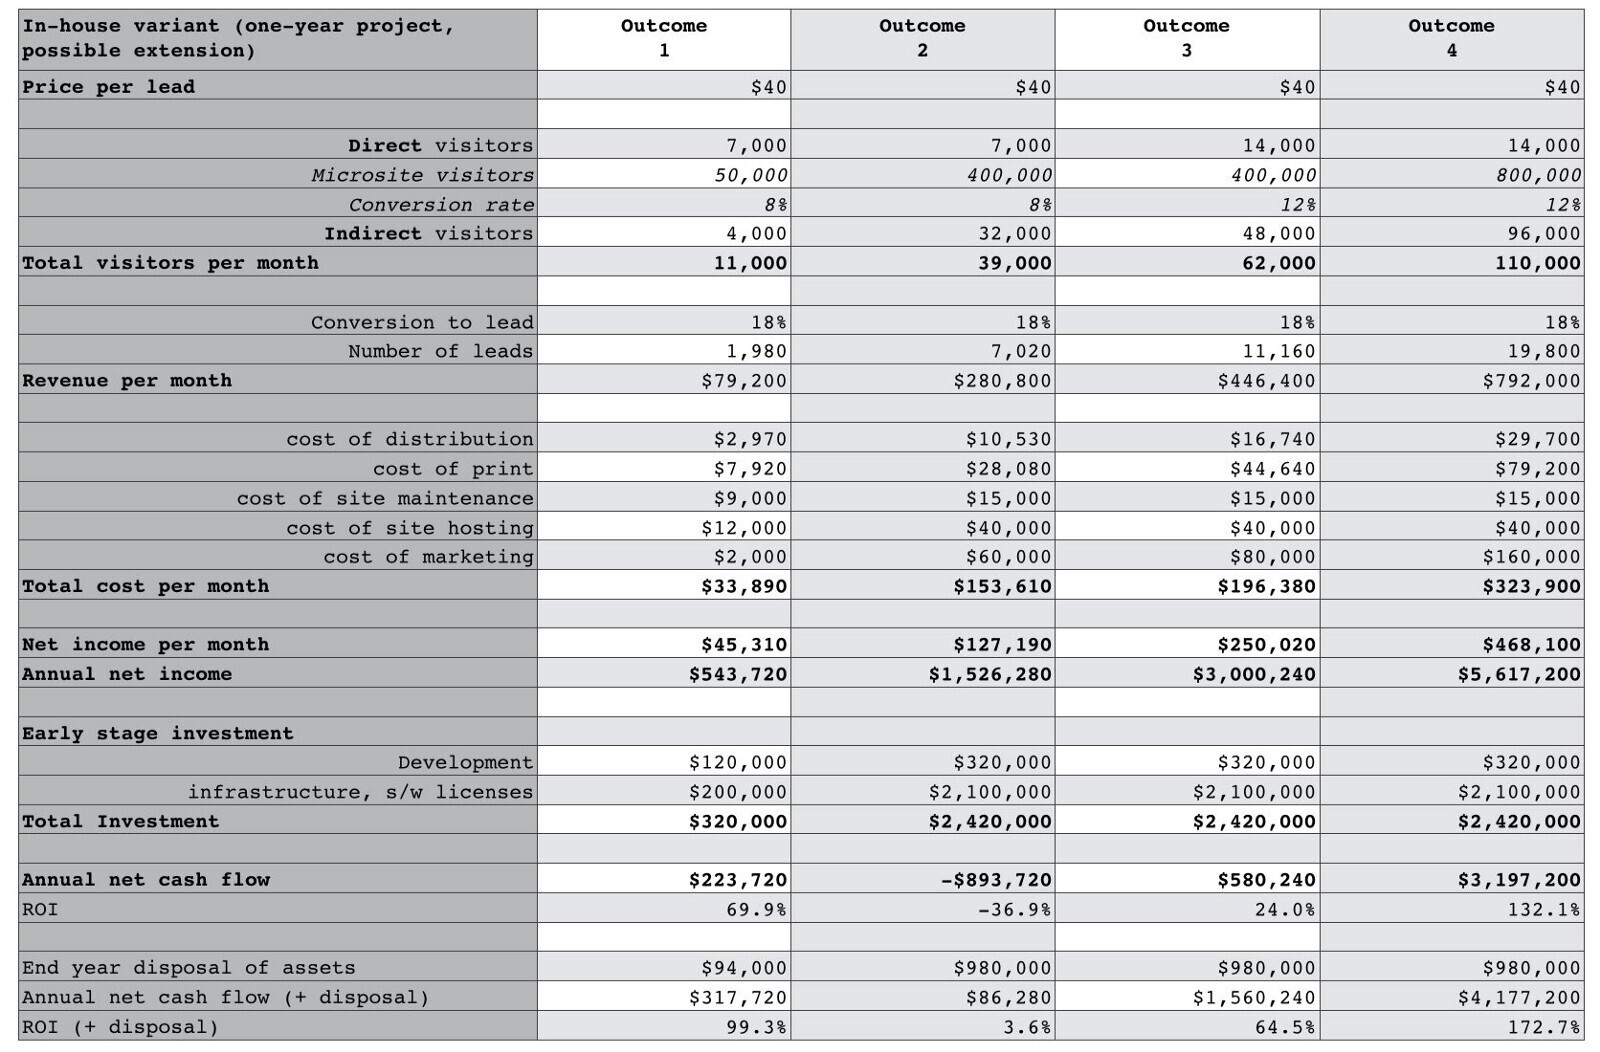 In-house variant (one-year project, possible extension) Outcome 1 Outcome 2 Outcome 3 Outcome 4
Price per lead $40 $40 $40 $40
Direct visitors 7,000 7,000 14,000 14,000
Microsite visitors 50,000 400,000 400,000 800,000
Conversion rate 8% 8% 12% 12%
Indirect visitors 4,000 32,000 48,000 96,000
Total visitors per month 11,000 39,000 62,000 110,000
Conversion to lead 18% 18% 18% 18%
Number of leads 1,980 7,020 11,160 19,800
Revenue per month $79,200 $280,800 $446,400 $792,000
cost of distribution $2,970 $10,530 $16,740 $29,700
cost of print $7,920 $28,080 $44,640 $79,200
cost of site maintenance $9,000 $15,000 $15,000 $15,000
cost of site hosting $12,000 $40,000 $40,000 $40,000
cost of marketing $2,000 $60,000 $80,000 $160,000
Total cost per month $33,890 $153,610 $196,380 $323,900
Net income per month $45,310 $127,190 $250,020 $468,100
Annual net income $543,720 $1,526,280 $3,000,240 $5,617,200
Early stage investment
Development $120,000 $320,000 $320,000 $320,000
infrastructure, s/w licenses $200,000 $2,100,000 $2,100,000 $2,100,000
Total Investment $320,000 $2,420,000 $2,420,000 $2,420,000
Annual net cash flow $223,720 -$893,720 $580,240 $3,197,200
ROI 69.9% -36.9% 24.0% 132.1%
End year disposal of assets $94,000 $980,000 $980,000 $980,000
Annual net cash flow (+ disposal) $317,720 $86,280 $1,560,240 $4,177,200
ROI (+ disposal) 99.3% 3.6% 64.5% 172.7%